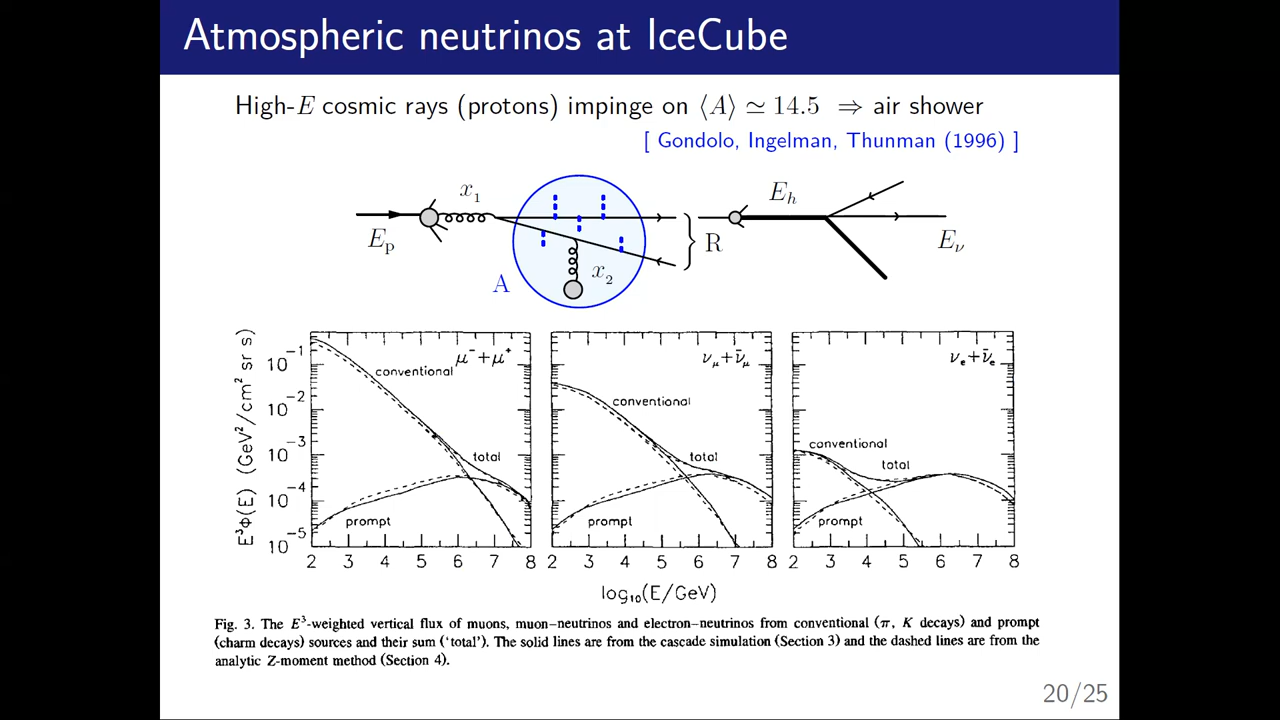 Atmospheric neutrinos at IceCube
High-E cosmic rays (protons) impinge on ⟨A⟩ ≃ 14.5 ⇒ air shower
[ Gondolo, Ingelman, Thunman (1996) ]
x₁
E_h
E_p
R
E_ν
A
x₂
E³Φ(E) (GeV²/cm² sr s)
10⁻¹
10⁻²
10⁻³
10⁻⁴
10⁻⁵
μ⁻+μ⁺
conventional
total
prompt
2 3 4 5 6 7 8
ν_μ+ν̄_μ
conventional
total
prompt
2 3 4 5 6 7 8
ν_e+ν̄_e
conventional
total
prompt
2 3 4 5 6 7 8
log₁₀(E/GeV)
Fig. 3. The E³-weighted vertical flux of muons, muon-neutrinos and electron-neutrinos from conventional (π, K decays) and prompt
(charm decays) sources and their sum (‘total’). The solid lines are from the cascade simulation (Section 3) and the dashed lines are from the
analytic Z-moment method (Section 4).
20/25